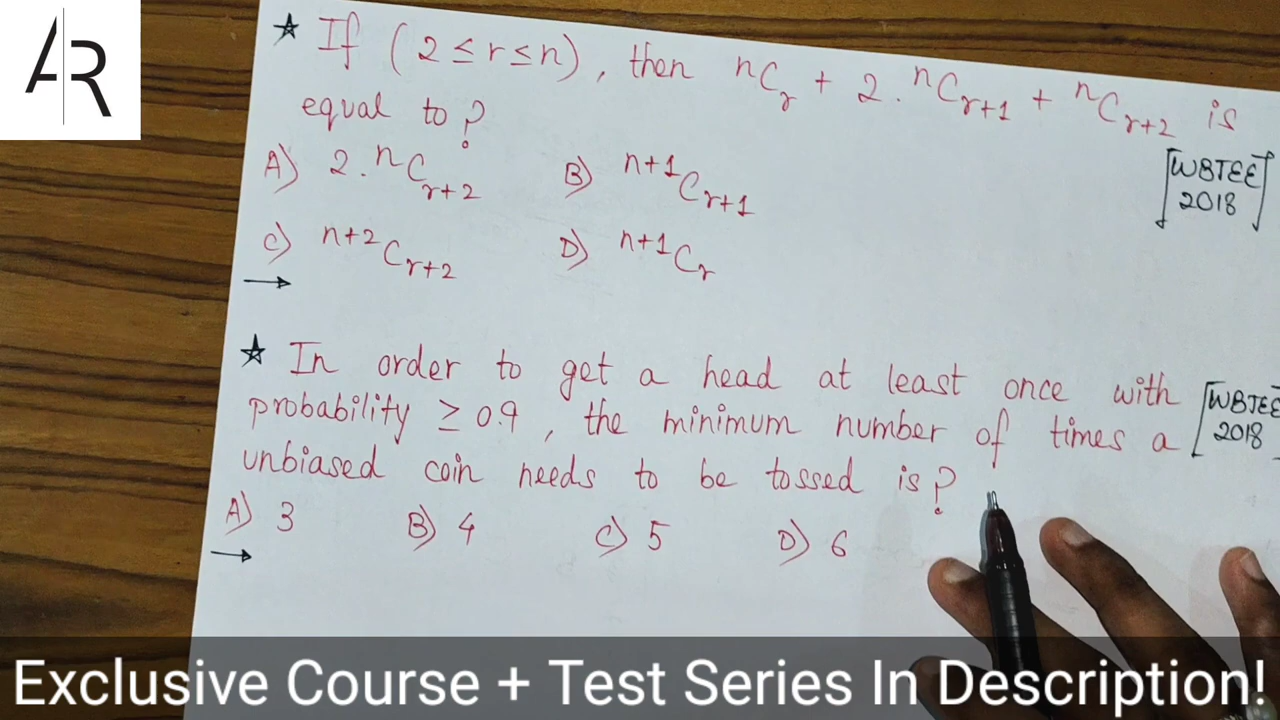 AR
☆ If (2 ≤ r ≤ n), then ⁿCᵣ + 2.ⁿCᵣ₊₁ + ⁿCᵣ₊₂ is
equal to?
[WBTEE
2018]
A) 2.ⁿCᵣ₊₂ B) ⁿ⁺¹Cᵣ₊₁
C) ⁿ⁺²Cᵣ₊₂ D) ⁿ⁺¹Cᵣ
→
☆ In order to get a head at least once with
probability ≥ 0.9, the minimum number of times a
unbiased coin needs to be tossed is?
[WBJEE
2018]
A) 3 B) 4 C) 5 D) 6
→
Exclusive Course + Test Series In Description!